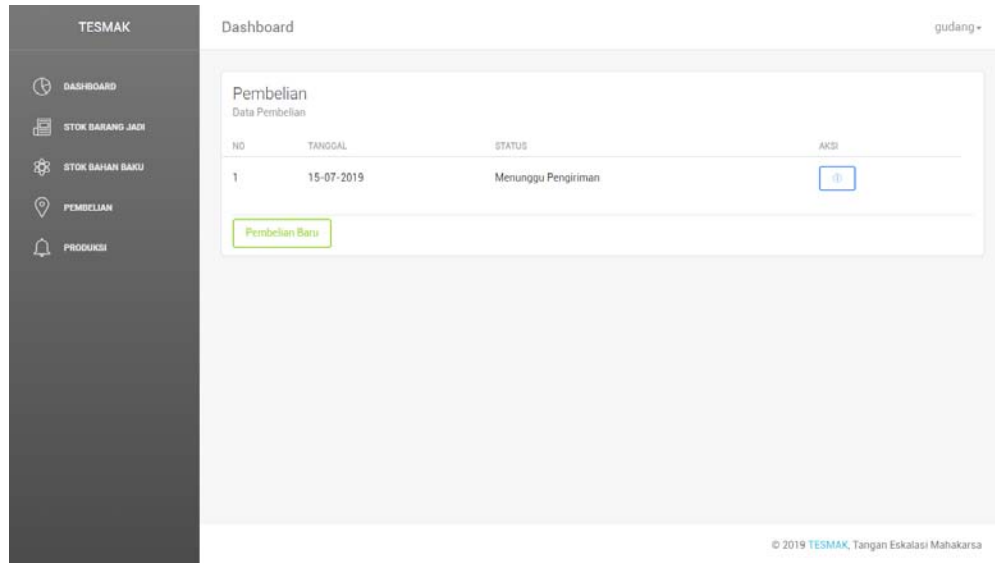 TESMAK
Dashboard
gudang
DASHBOARD
STOK BARANG JADI
STOK BAHAN BAKU
PEMBELIAN
PRODUKSI
Pembelian
Data Pembelian
NO TANGGAL STATUS AKSI
1 15-07-2019 Menunggu Pengiriman
Pembelian Baru
© 2019 TESMAK, Tangan Eskalasi Mahakarsa